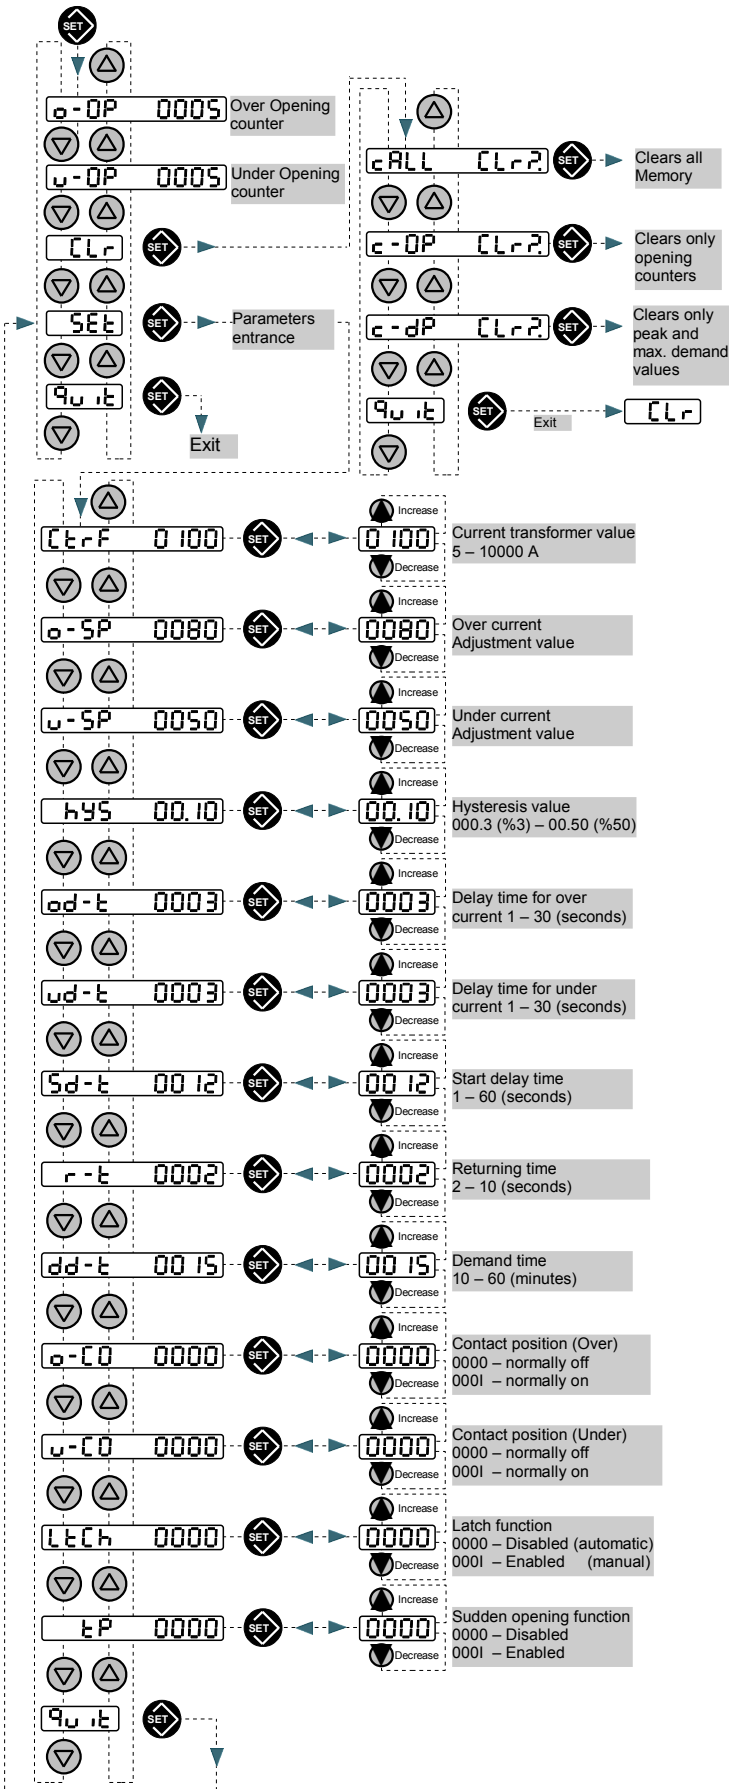 SET
o-OP 0005 Over Opening
counter
u-OP 0005 Under Opening
counter
CLr SET
SEt SET Parameters
entrance
quit SET
Exit
cALL CLr? SET Clears all
Memory
c-OP CLr? SET Clears only
opening
counters
c-dP CLr? SET Clears only
peak and
max. demand
values
quit SET Exit CLr
Increase
CtrF 0100 SET 0100 Current transformer value
5 – 10000 A
Decrease
Increase
o-SP 0080 SET 0080 Over current
Adjustment value
Decrease
Increase
u-SP 0050 SET 0050 Under current
Adjustment value
Decrease
Increase
hYS 00.10 SET 00.10 Hysteresis value
000.3 (%3) – 00.50 (%50)
Decrease
Increase
od-t 0003 SET 0003 Delay time for over
current 1 – 30 (seconds)
Decrease
Increase
ud-t 0003 SET 0003 Delay time for under
current 1 – 30 (seconds)
Decrease
Increase
Sd-t 0012 SET 0012 Start delay time
1 – 60 (seconds)
Decrease
Increase
r-t 0002 SET 0002 Returning time
2 – 10 (seconds)
Decrease
Increase
dd-t 0015 SET 0015 Demand time
10 – 60 (minutes)
Decrease
Increase
o-CO 0000 SET 0000 Contact position (Over)
0000 – normally off
000I – normally on
Decrease
Increase
u-CO 0000 SET 0000 Contact position (Under)
0000 – normally off
000I – normally on
Decrease
Increase
LtCh 0000 SET 0000 Latch function
0000 – Disabled (automatic)
000I – Enabled (manual)
Decrease
Increase
tP 0000 SET 0000 Sudden opening function
0000 – Disabled
000I – Enabled
Decrease
quit SET